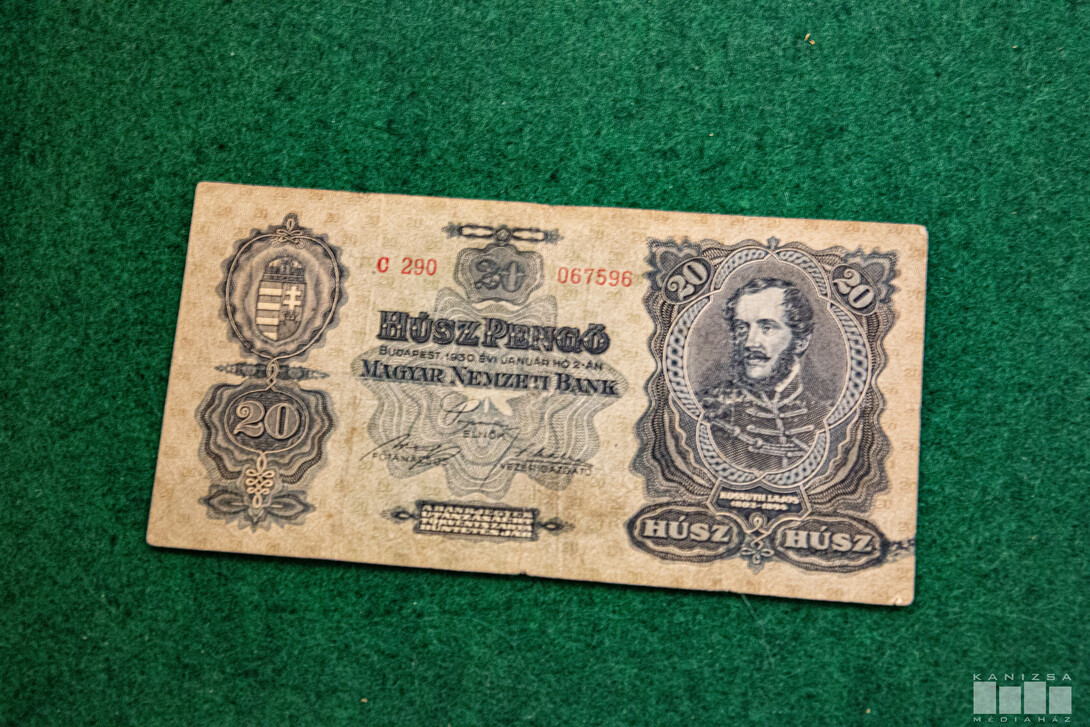 C 290
20
067596
HÚSZ PENGŐ
BUDAPEST, 1930. ÉVI JANUÁR HÓ 2-ÁN
MAGYAR NEMZETI BANK
ELNÖK
FŐTANÁCSOS
VEZÉRIGAZGATÓ
20
20
20
KOSSUTH LAJOS
HÚSZ
HÚSZ
KANIZSA
MÉDIAHÁZ